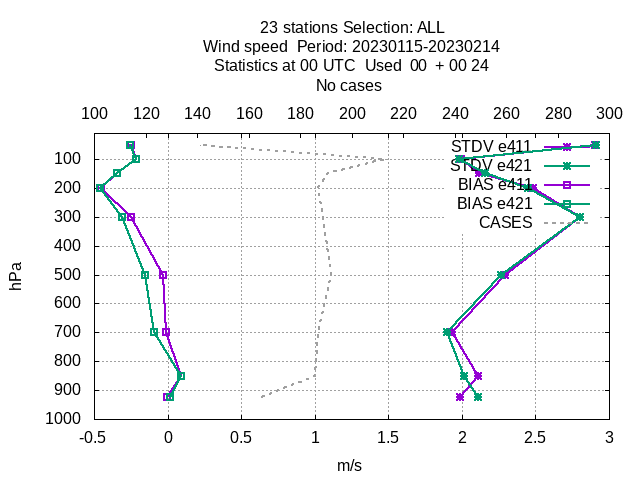 23 stations Selection: ALL
Wind speed  Period: 20230115-20230214
Statistics at 00 UTC  Used  00  + 00 24
No cases
100 120 140 160 180 200 220 240 260 280 300
STDV e411
STDV e421
BIAS e411
BIAS e421
CASES
100
200
300
400
500
600
700
800
900
1000
hPa
-0.5 0 0.5 1 1.5 2 2.5 3
m/s